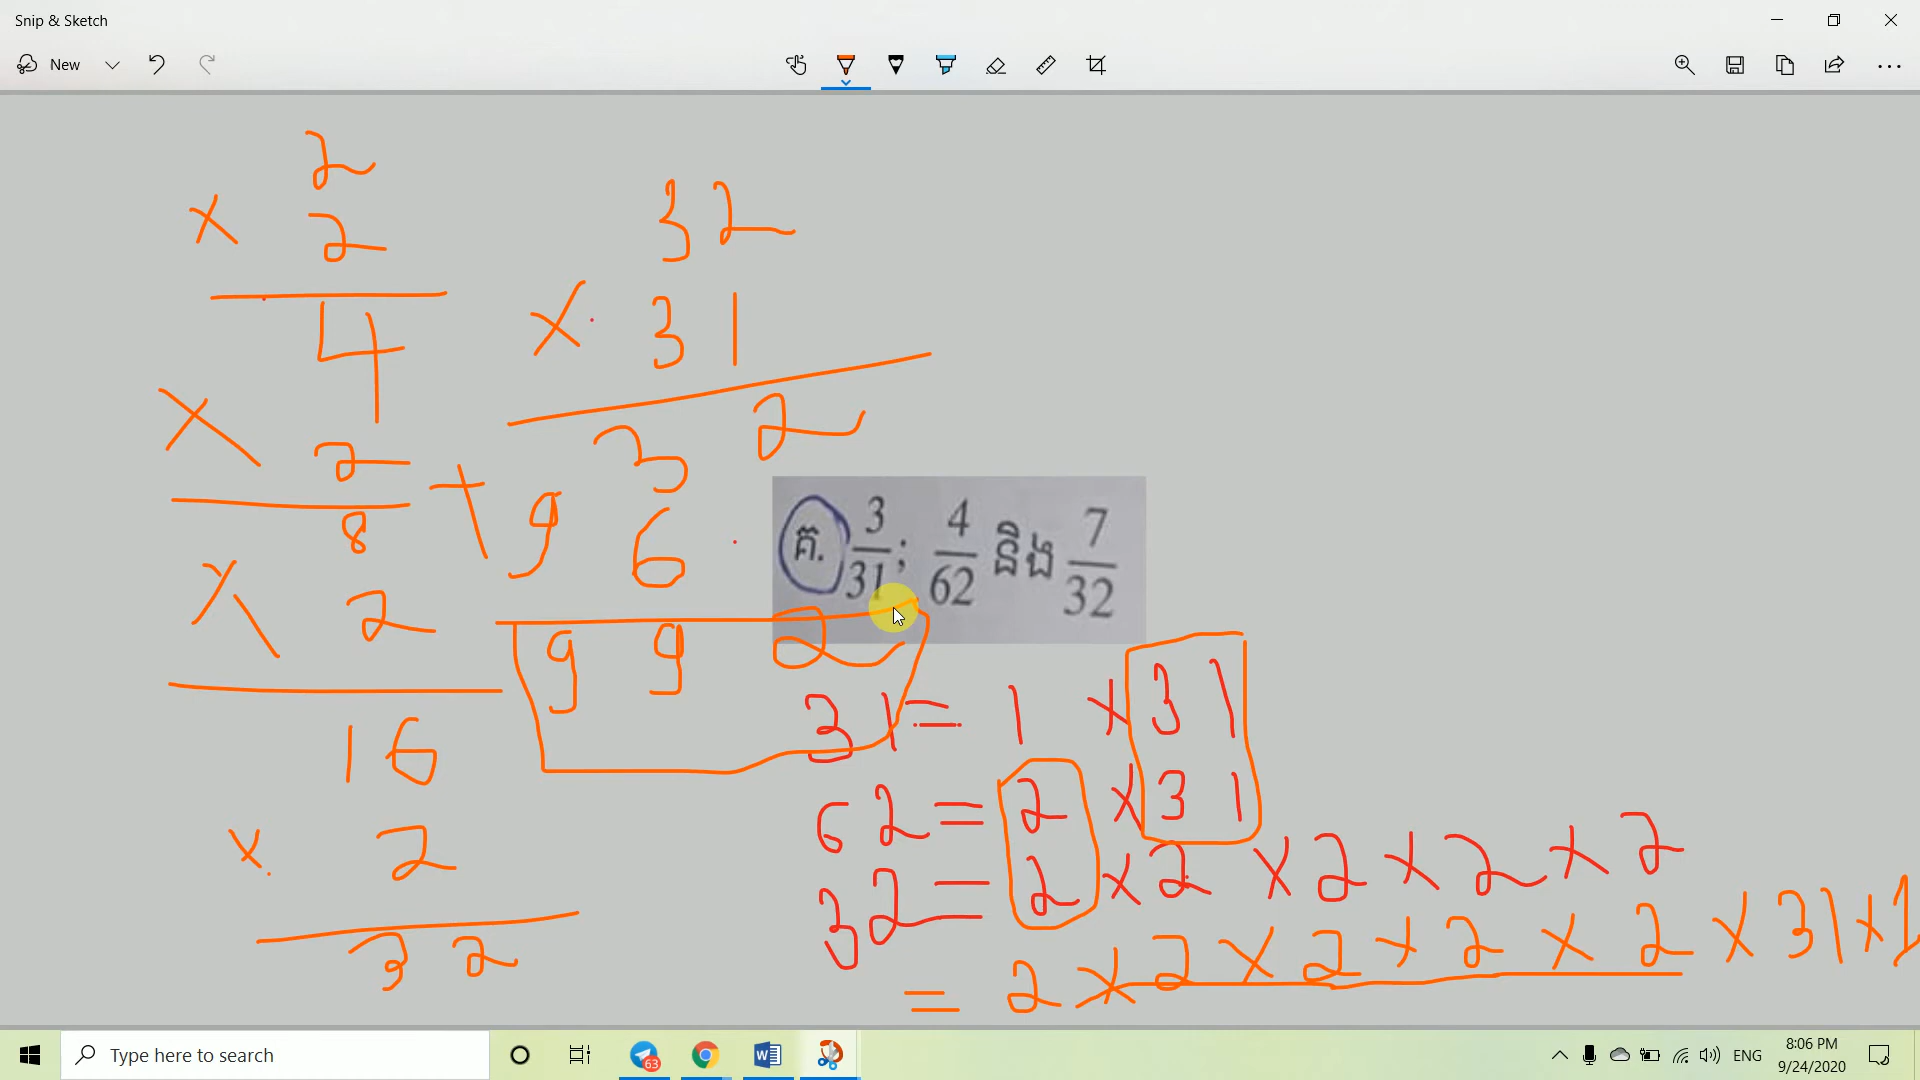 Snip & Sketch
New
2
× 2
4
× 2
8
× 2
16
× 2
32
32
× 31
32
+ 96
992
គ. 3/31 ; 4/62 និង 7/32
31 = 1 × 31
62 = 2 × 31
32 = 2 × 2 × 2 × 2 × 2
= 2 × 2 × 2 × 2 × 2 × 31 × 1
Type here to search
63
ENG
8:06 PM
9/24/2020